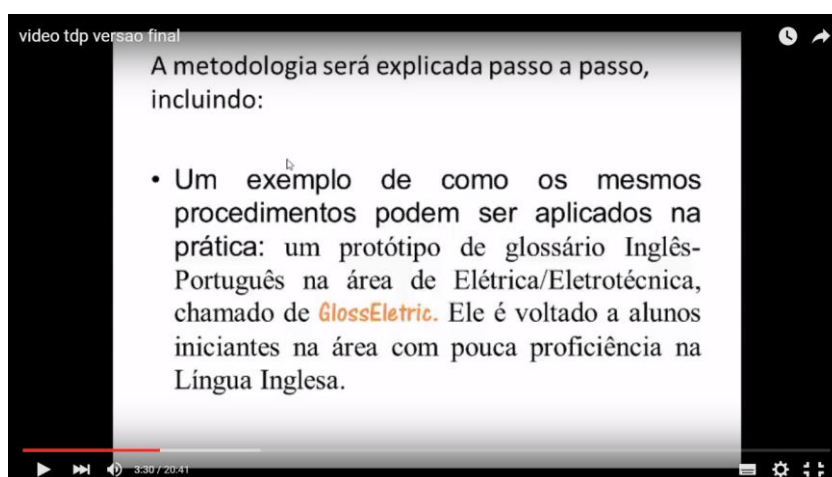 video tdp versao final
A metodologia será explicada passo a passo,
incluindo:
• Um exemplo de como os mesmos
procedimentos podem ser aplicados na
prática: um protótipo de glossário Inglês-
Português na área de Elétrica/Eletrotécnica,
chamado de GlossEletric. Ele é voltado a alunos
iniciantes na área com pouca proficiência na
Língua Inglesa.
3:30 / 20:41